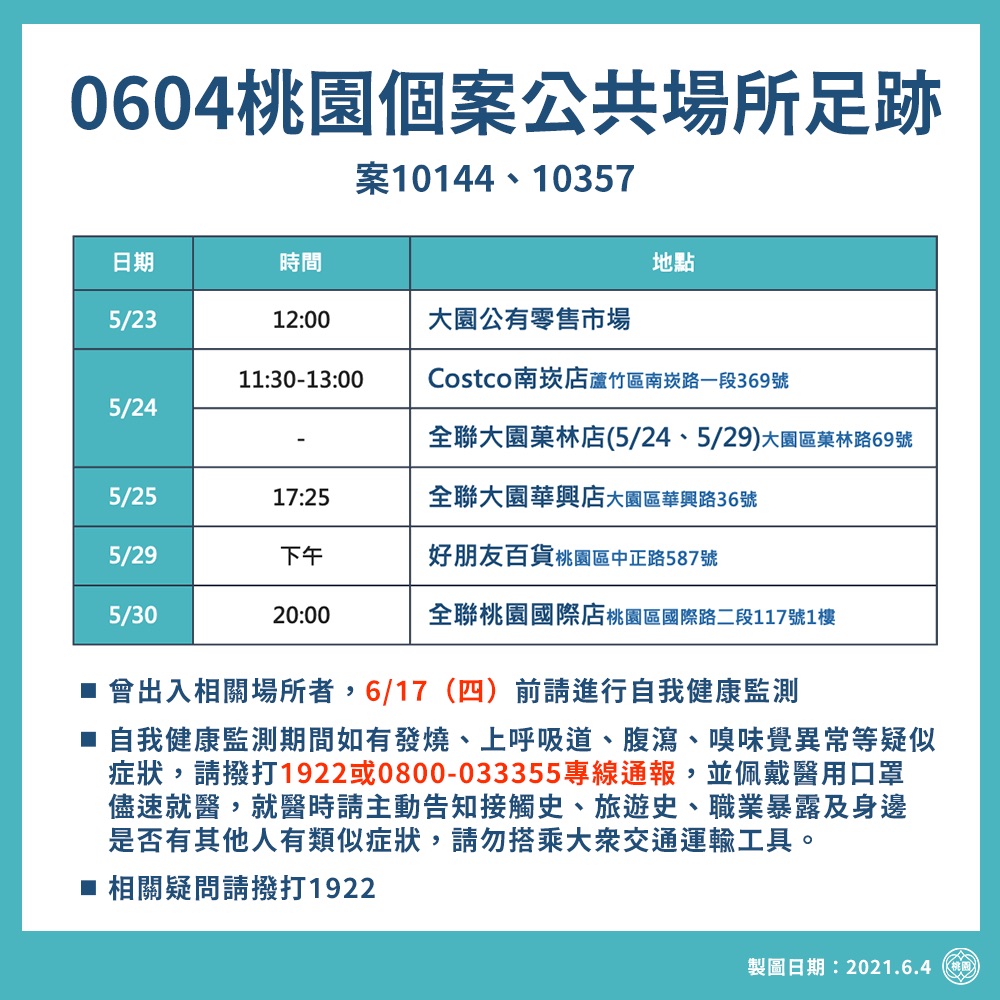 0604桃園個案公共場所足跡
案10144、10357
日期 時間 地點
5/23 12:00 大園公有零售市場
5/24 11:30-13:00 Costco南崁店蘆竹區南崁路一段369號
- 全聯大園菓林店(5/24、5/29)大園區菓林路69號
5/25 17:25 全聯大園華興店大園區華興路36號
5/29 下午 好朋友百貨桃園區中正路587號
5/30 20:00 全聯桃園國際店桃園區國際路二段117號1樓
■ 曾出入相關場所者，6/17（四）前請進行自我健康監測
■ 自我健康監測期間如有發燒、上呼吸道、腹瀉、嗅味覺異常等疑似
症狀，請撥打1922或0800-033355專線通報，並佩戴醫用口罩
儘速就醫，就醫時請主動告知接觸史、旅遊史、職業暴露及身邊
是否有其他人有類似症狀，請勿搭乘大眾交通運輸工具。
■ 相關疑問請撥打1922
製圖日期：2021.6.4 桃園